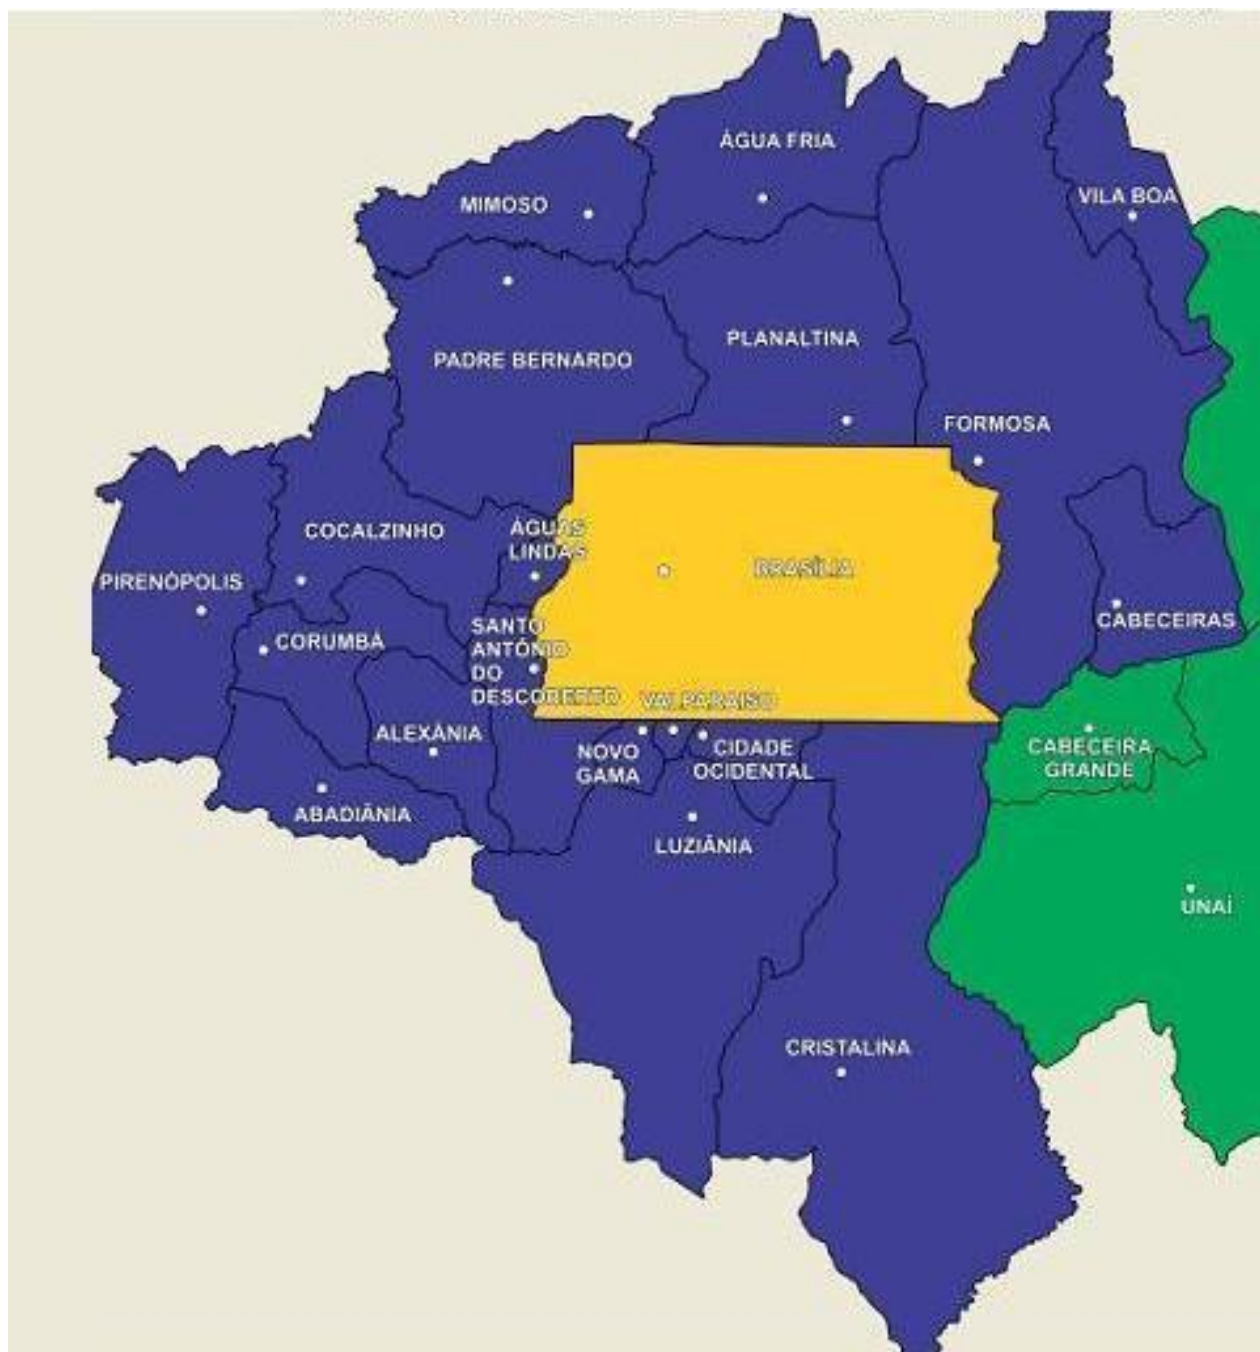 ÁGUA FRIA
MIMOSO
VILA BOA
PLANALTINA
PADRE BERNARDO
FORMOSA
COCALZINHO
ÁGUAS
LINDAS
BRASÍLIA
PIRENÓPOLIS
CABECEIRAS
CORUMBÁ
SANTO
ANTÔNIO
DO
DESCOBERTO
VALPARAISO
ALEXÂNIA
NOVO
GAMA
CIDADE
OCIDENTAL
CABECEIRA
GRANDE
ABADIÂNIA
LUZIÂNIA
UNAÍ
CRISTALINA